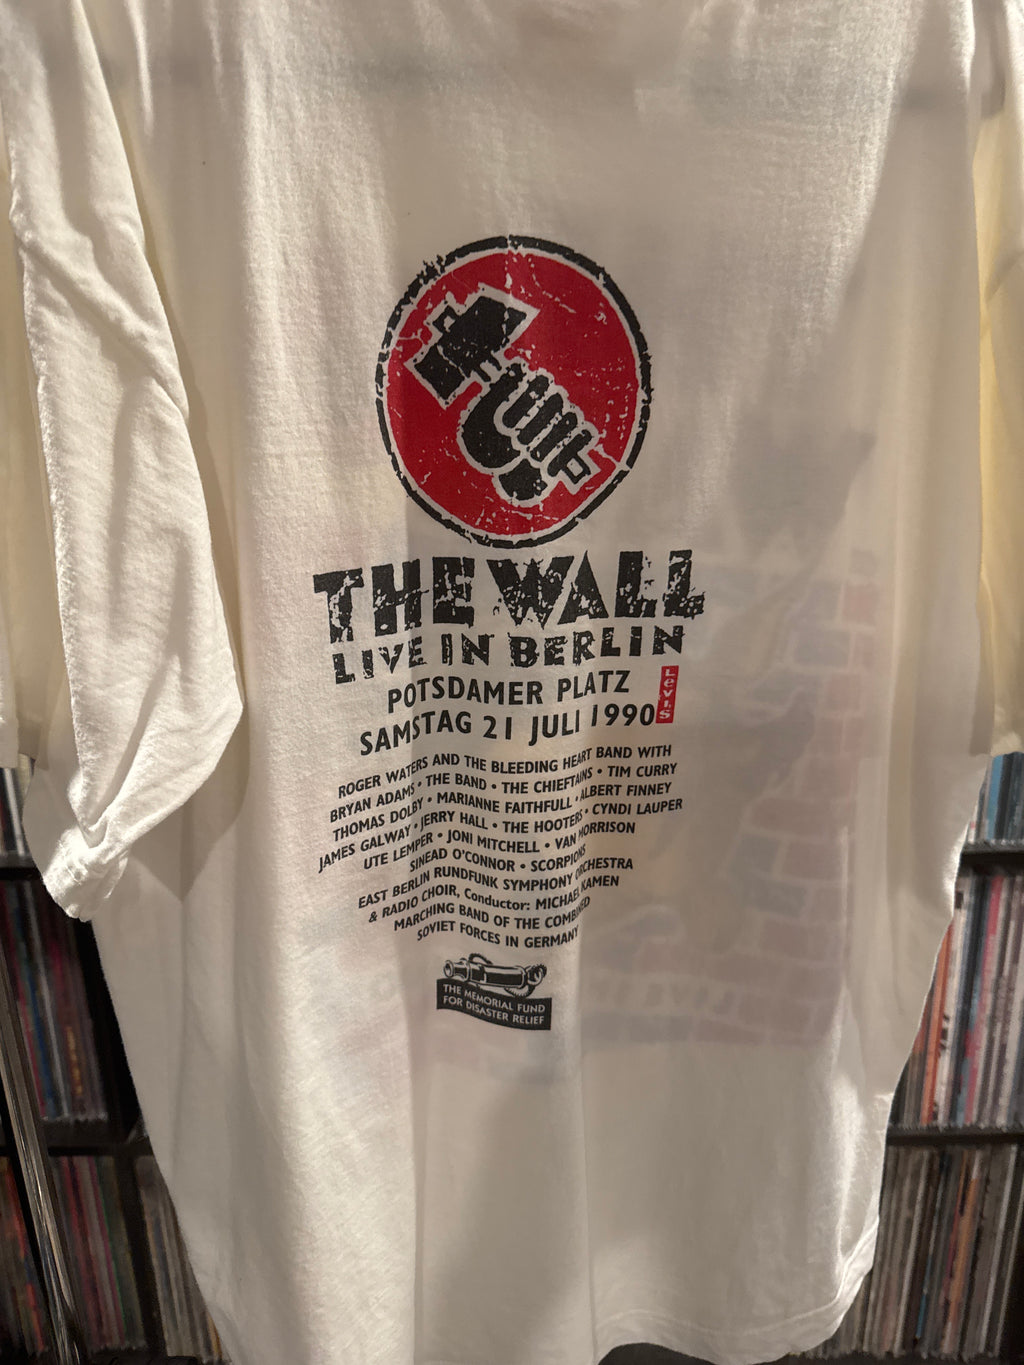 THE WALL
LIVE IN BERLIN
POTSDAMER PLATZ
SAMSTAG 21 JULI 1990
Levi's
ROGER WATERS AND THE BLEEDING HEART BAND WITH
BRYAN ADAMS • THE BAND • THE CHIEFTAINS • TIM CURRY
THOMAS DOLBY • MARIANNE FAITHFULL • ALBERT FINNEY
JAMES GALWAY • JERRY HALL • THE HOOTERS • CYNDI LAUPER
UTE LEMPER • JONI MITCHELL • VAN MORRISON
SINEAD O'CONNOR • SCORPIONS
EAST BERLIN RUNDFUNK SYMPHONY ORCHESTRA
& RADIO CHOIR, Conductor: MICHAEL KAMEN
MARCHING BAND OF THE COMBINED
SOVIET FORCES IN GERMANY
THE MEMORIAL FUND
FOR DISASTER RELIEF